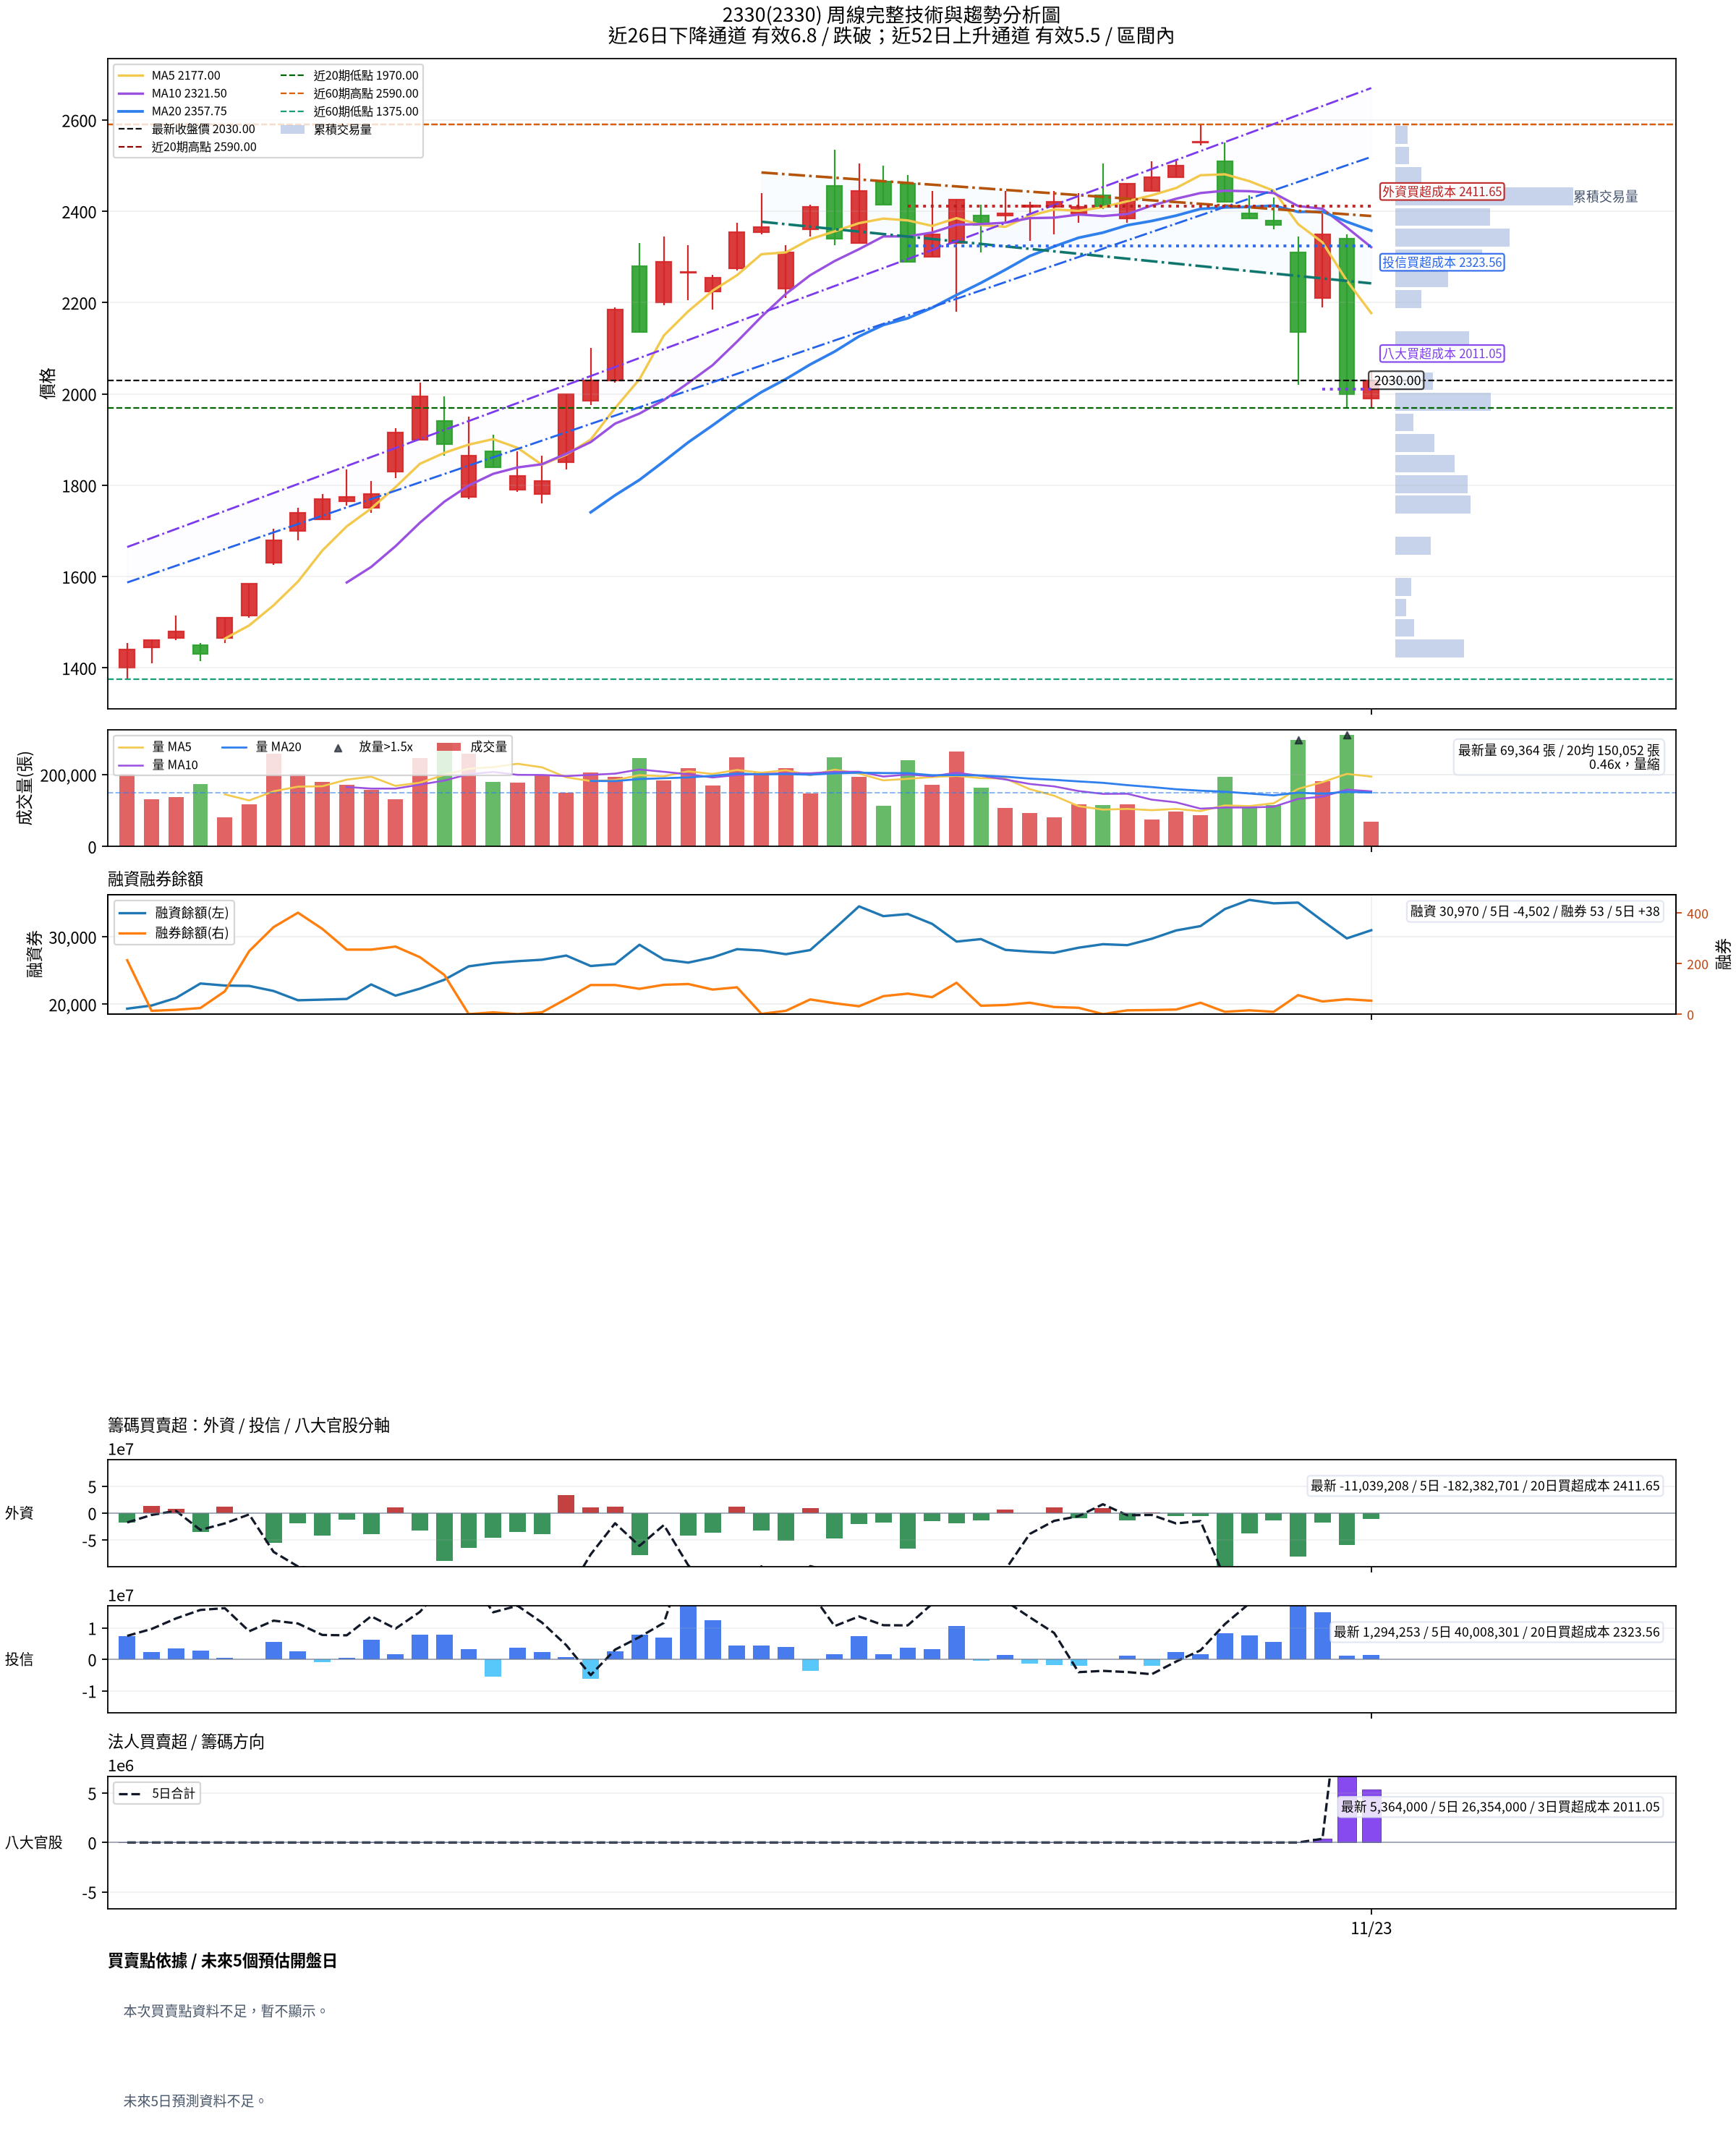 2330(2330) 周線完整技術與趨勢分析圖
近26日下降通道 有效6.8 / 跌破；近52日上升通道 有效5.5 / 區間內
MA5 2177.00
MA10 2321.50
MA20 2357.75
最新收盤價 2030.00
近20期高點 2590.00
近20期低點 1970.00
近60期高點 2590.00
近60期低點 1375.00
累積交易量
價格
2600
2400
2200
2000
1800
1600
1400
外資買超成本 2411.65
累積交易量
投信買超成本 2323.56
八大買超成本 2011.05
2030.00
成交量(張)
200,000
0
量 MA5
量 MA10
量 MA20
放量>1.5x
成交量
最新量 69,364 張 / 20均 150,052 張
0.46x，量縮
融資融券餘額
融資券
30,000
20,000
融資餘額(左)
融券餘額(右)
融資 30,970 / 5日 -4,502 / 融券 53 / 5日 +38
400
200
0
融券
籌碼買賣超：外資 / 投信 / 八大官股分軸
1e7
外資
5
0
-5
最新 -11,039,208 / 5日 -182,382,701 / 20日買超成本 2411.65
1e7
投信
1
0
-1
最新 1,294,253 / 5日 40,008,301 / 20日買超成本 2323.56
法人買賣超 / 籌碼方向
1e6
八大官股
5
0
-5
5日合計
最新 5,364,000 / 5日 26,354,000 / 3日買超成本 2011.05
11/23
買賣點依據 / 未來5個預估開盤日
本次買賣點資料不足，暫不顯示。
未來5日預測資料不足。